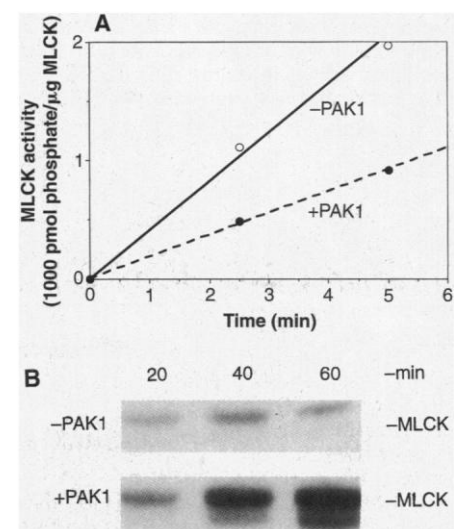 A
MLCK activity
(1000 pmol phosphate/µg MLCK)
2
1
0
–PAK1
+PAK1
0 1 2 3 4 5 6
Time (min)
B
20 40 60 –min
–PAK1 –MLCK
+PAK1 –MLCK